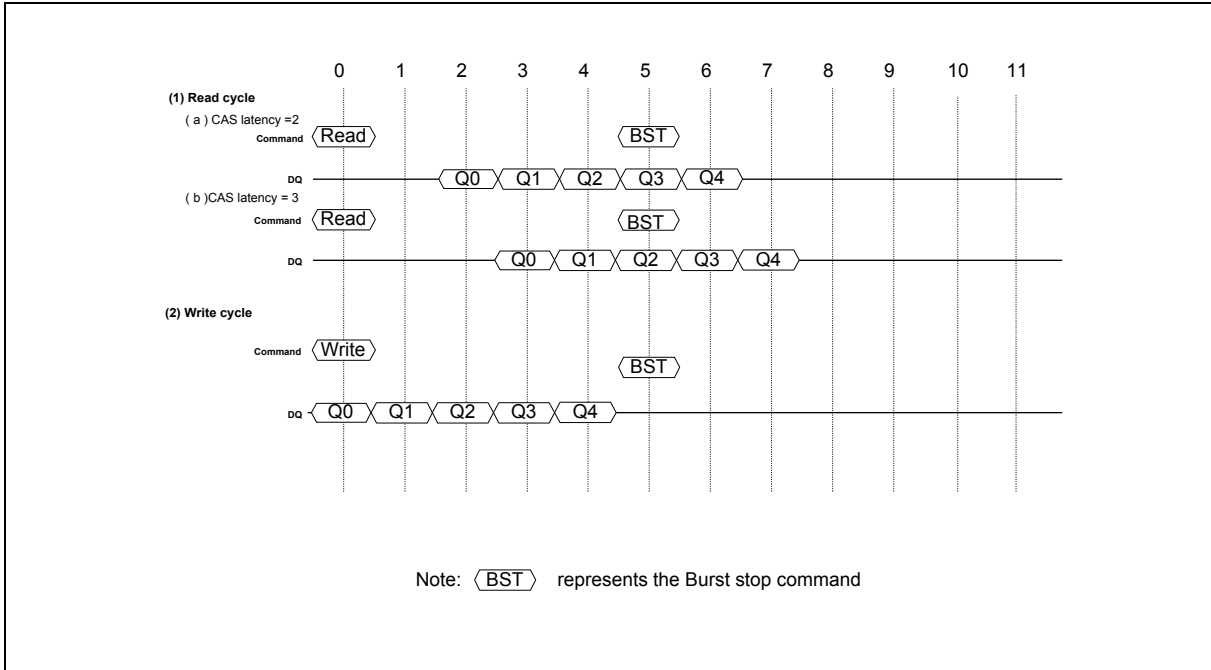 0 1 2 3 4 5 6 7 8 9 10 11
(1) Read cycle
( a ) CAS latency =2
Command Read BST
DQ Q0 Q1 Q2 Q3 Q4
( b )CAS latency = 3
Command Read BST
DQ Q0 Q1 Q2 Q3 Q4
(2) Write cycle
Command Write BST
DQ Q0 Q1 Q2 Q3 Q4
Note: BST represents the Burst stop command